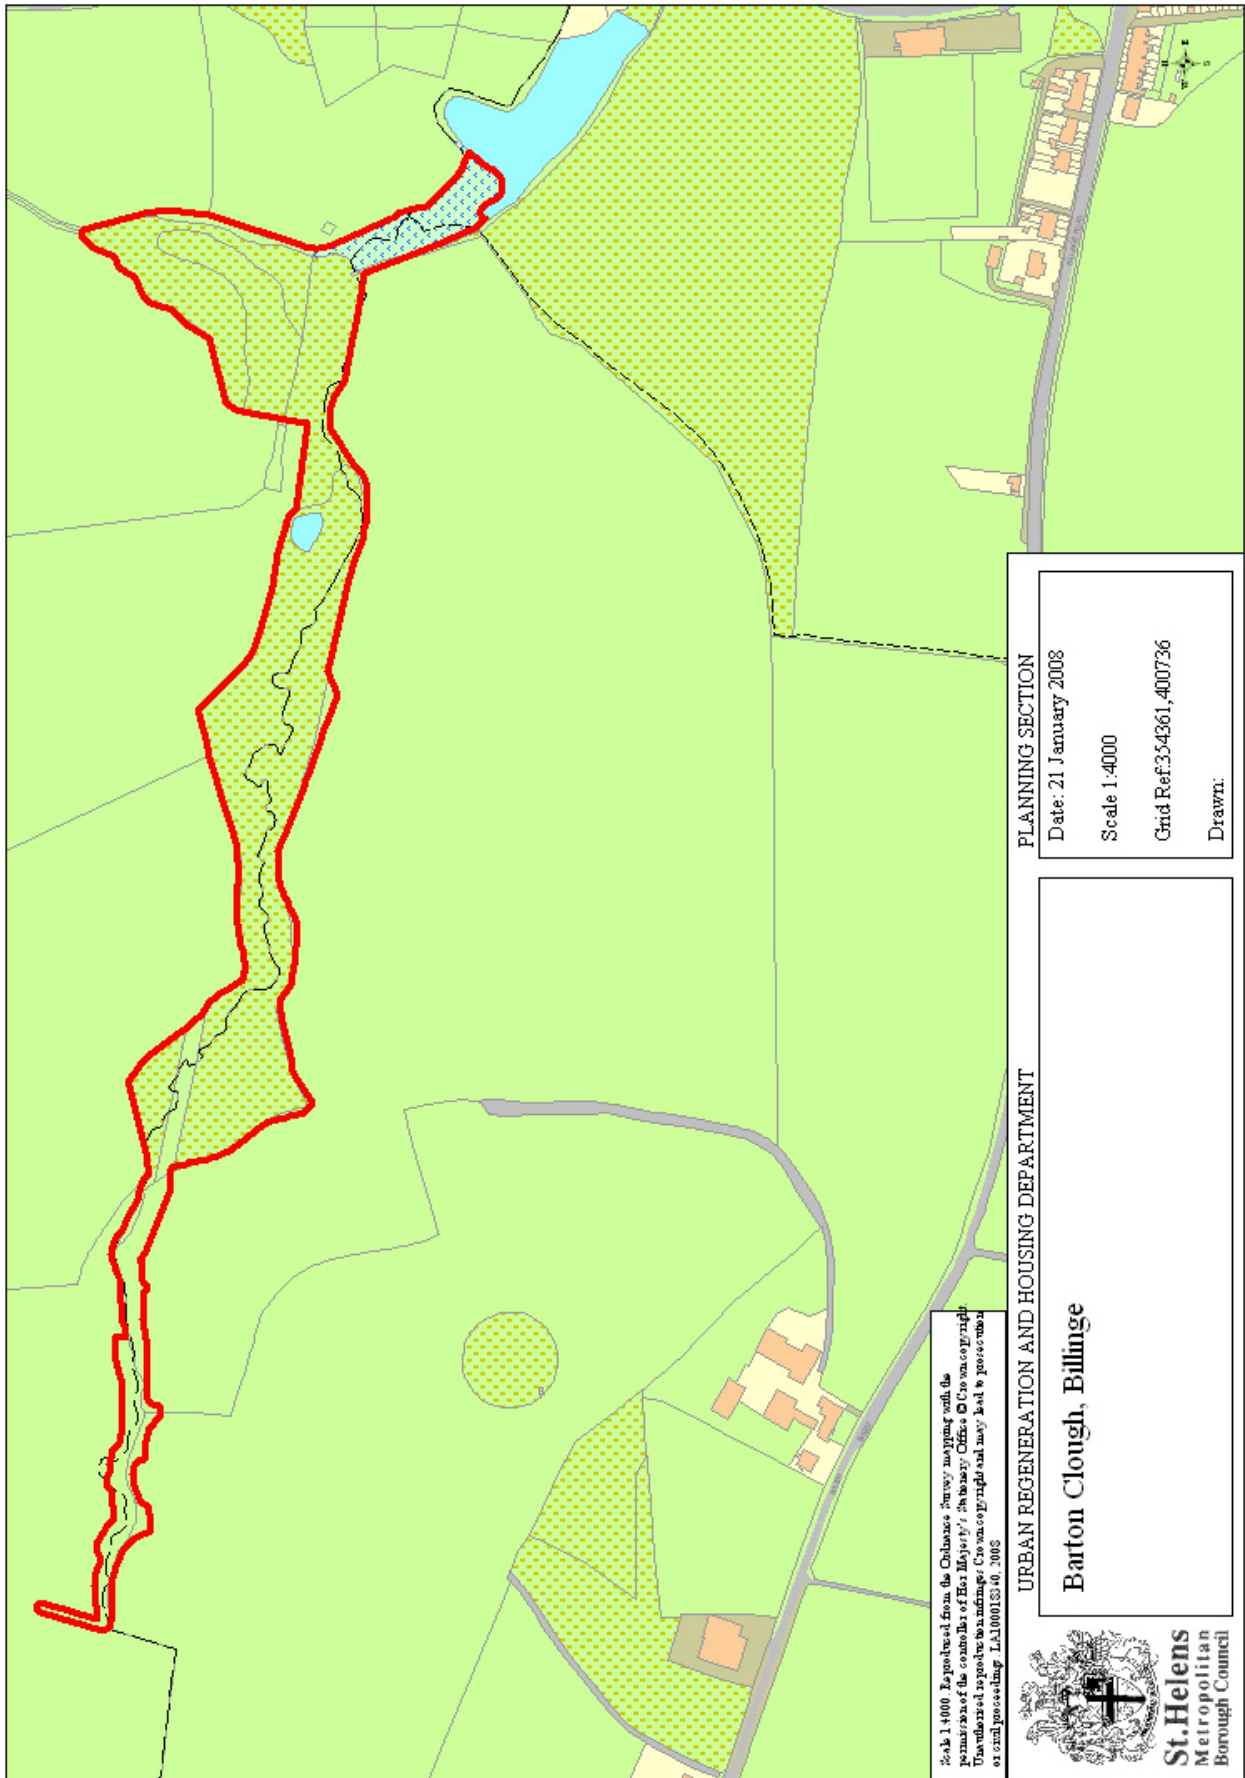 Scale 1:4000. Reproduced from the Ordnance Survey mapping with the
permission of the controller of Her Majesty's Stationery Office © Crown copyright.
Unauthorised reproduction infringes Crown copyright and may lead to prosecution
or civil proceedings. LA100018340, 2008
URBAN REGENERATION AND HOUSING DEPARTMENT
PLANNING SECTION
Barton Clough, Billinge
Date: 21 January 2008
Scale 1:4000
Grid Ref:354361,400736
Drawn:
St.Helens
Metropolitan
Borough Council
N
E
S
W